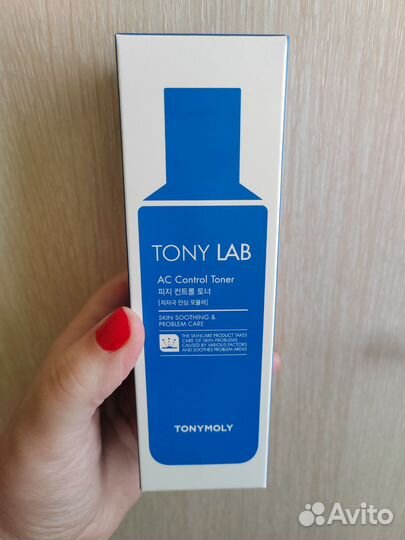 TONY LAB
AC Control Toner
피지 컨트롤 토너
[저자극 안심 포뮬러]
SKIN SOOTHING &
PROBLEM CARE
THE SKINCARE PRODUCT TAKES
CARE OF SKIN PROBLEMS
CAUSED BY VARIOUS FACTORS
AND SOOTHES PROBLEM AREAS
TONYMOLY
Avito